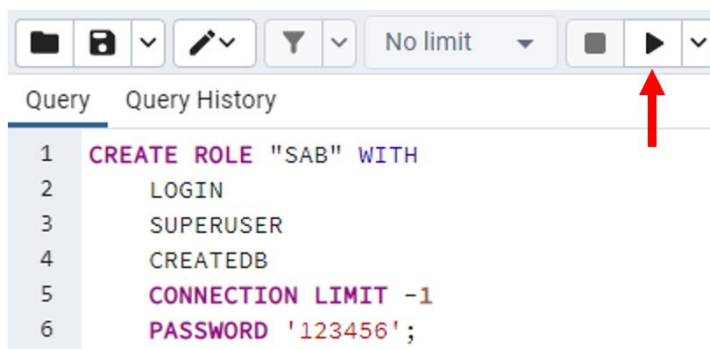 No limit
Query Query History
1 CREATE ROLE "SAB" WITH
2 LOGIN
3 SUPERUSER
4 CREATEDB
5 CONNECTION LIMIT -1
6 PASSWORD '123456';